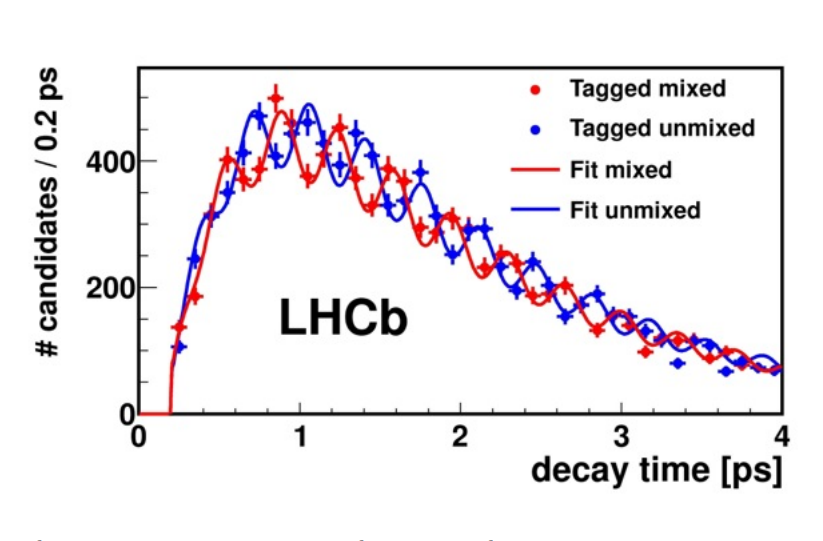 # candidates / 0.2 ps
400
200
0
0 1 2 3 4
decay time [ps]
Tagged mixed
Tagged unmixed
Fit mixed
Fit unmixed
LHCb